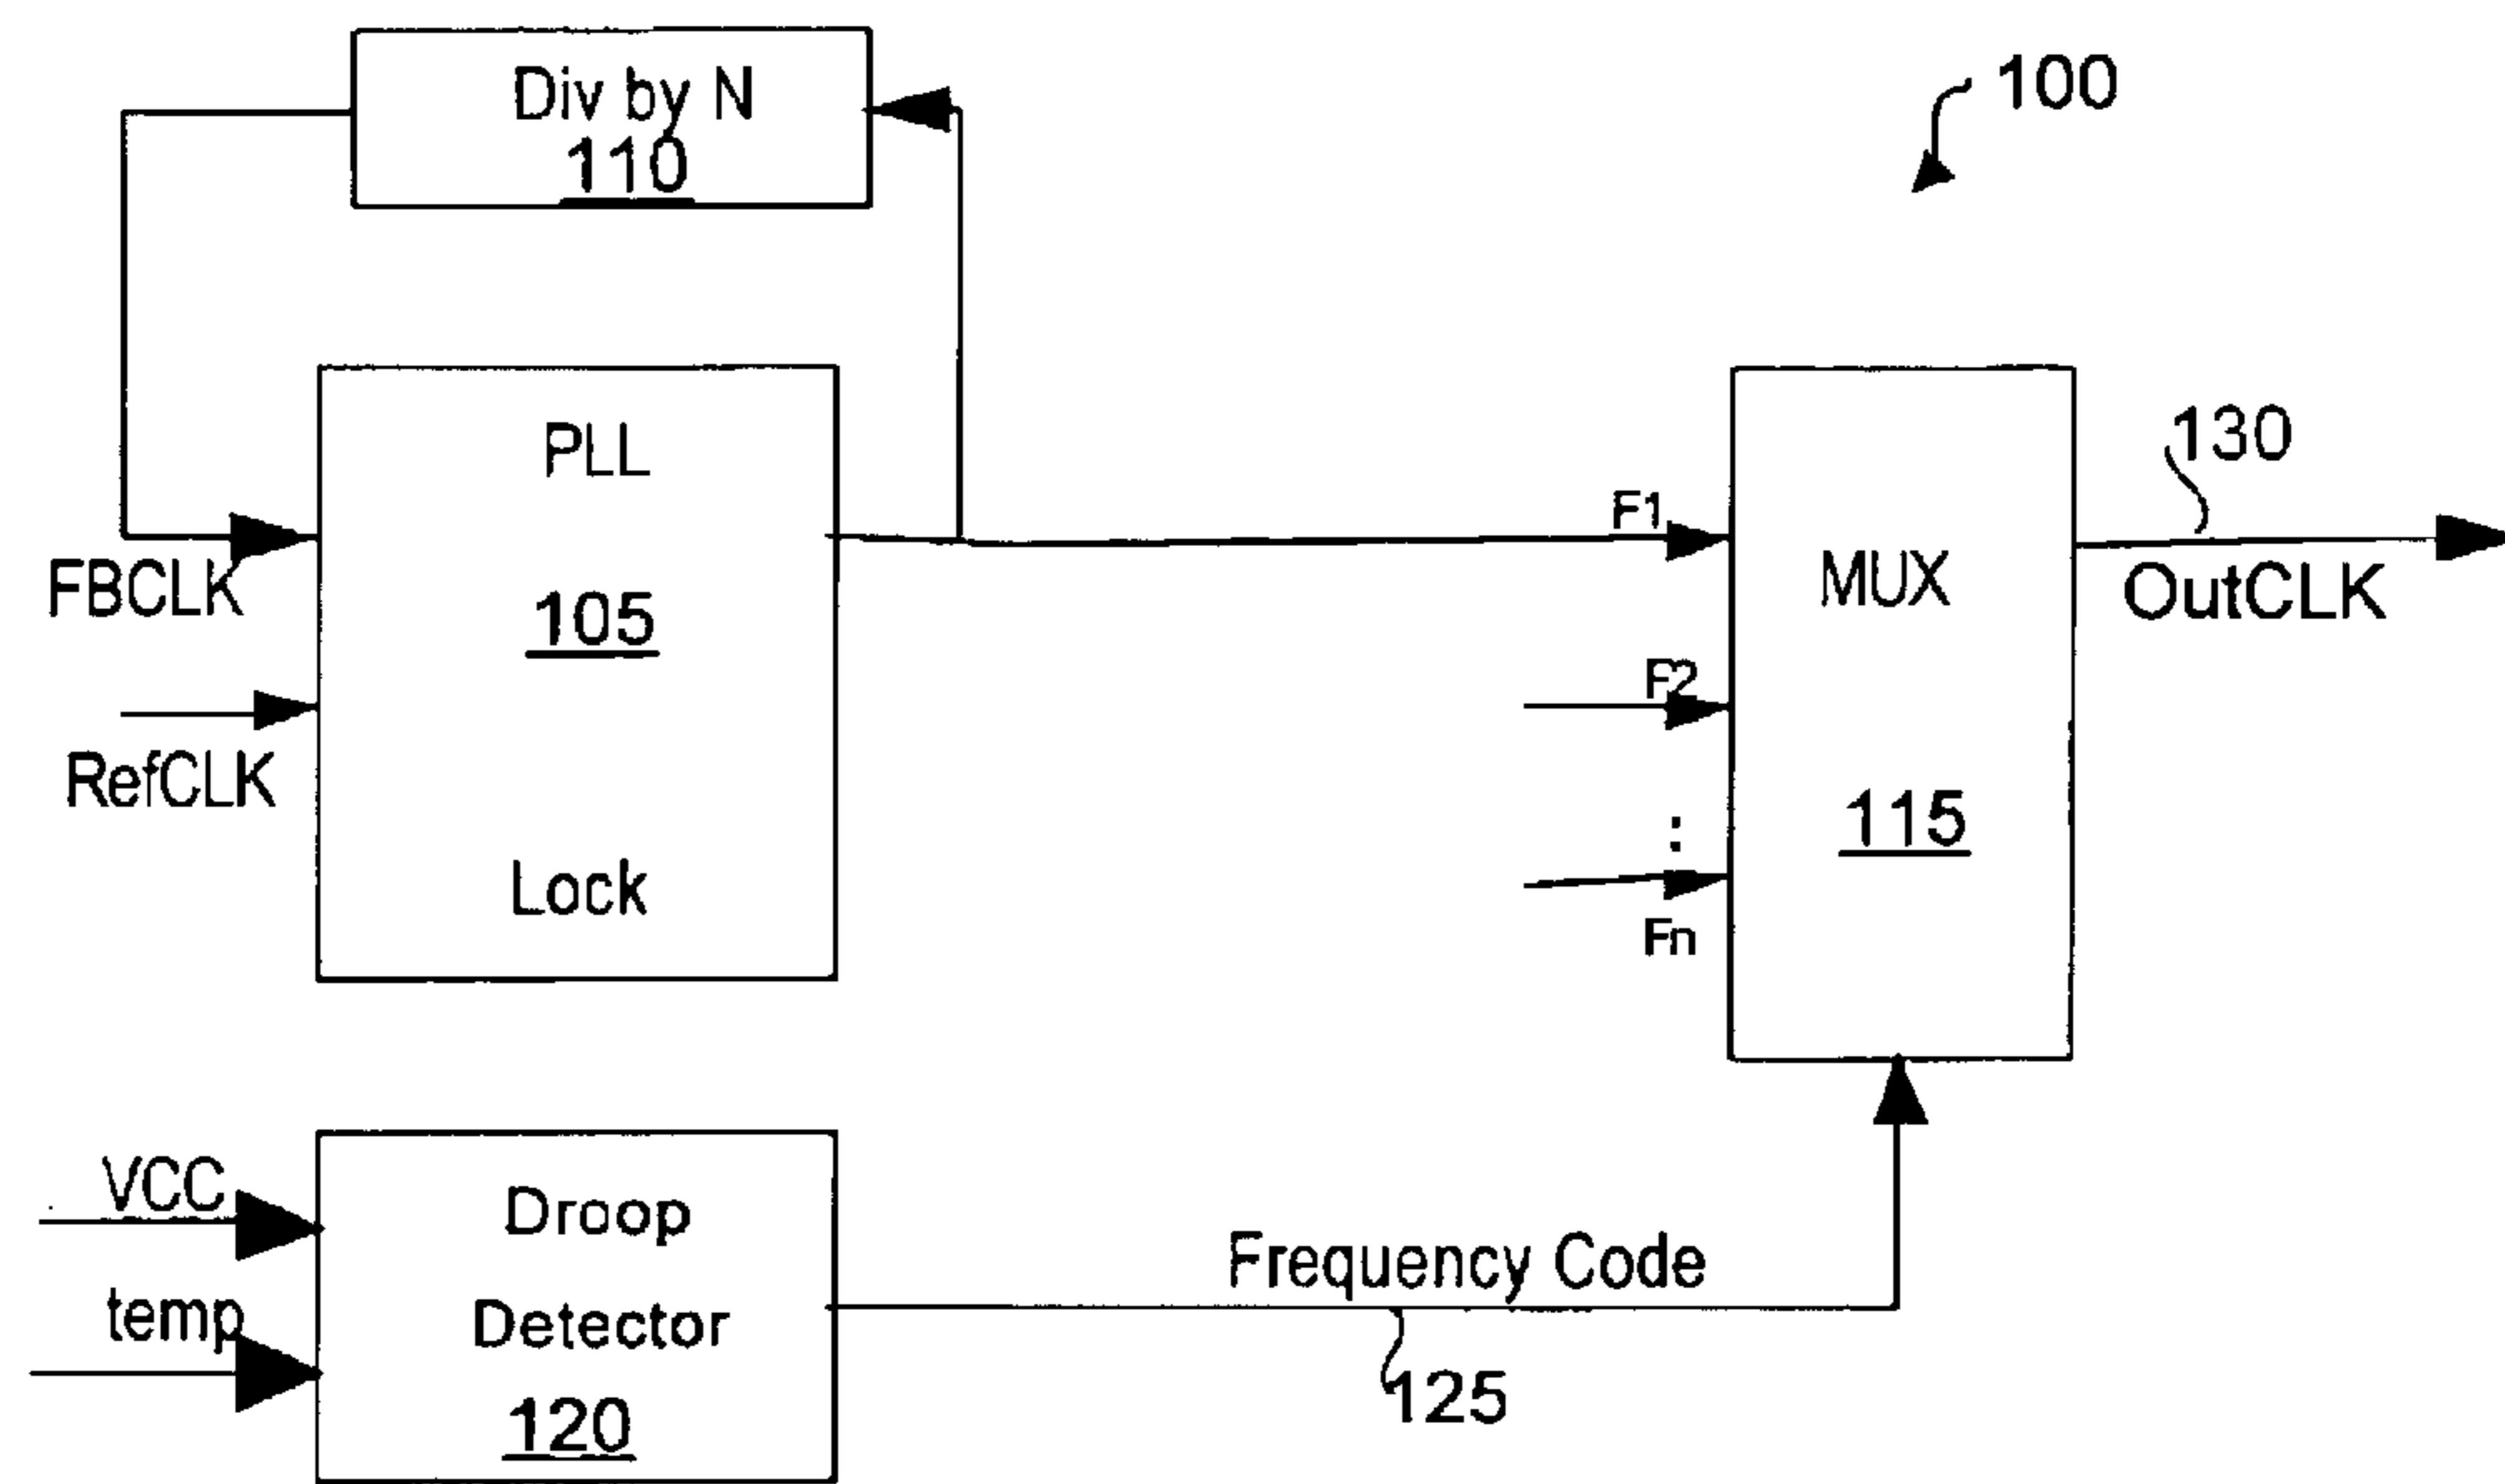 Div by N
110
100
PLL
105
Lock
FBCLK
RefCLK
F1
F2
:
Fn
MUX
115
130
OutCLK
VCC
temp
Droop
Detector
120
Frequency Code
125